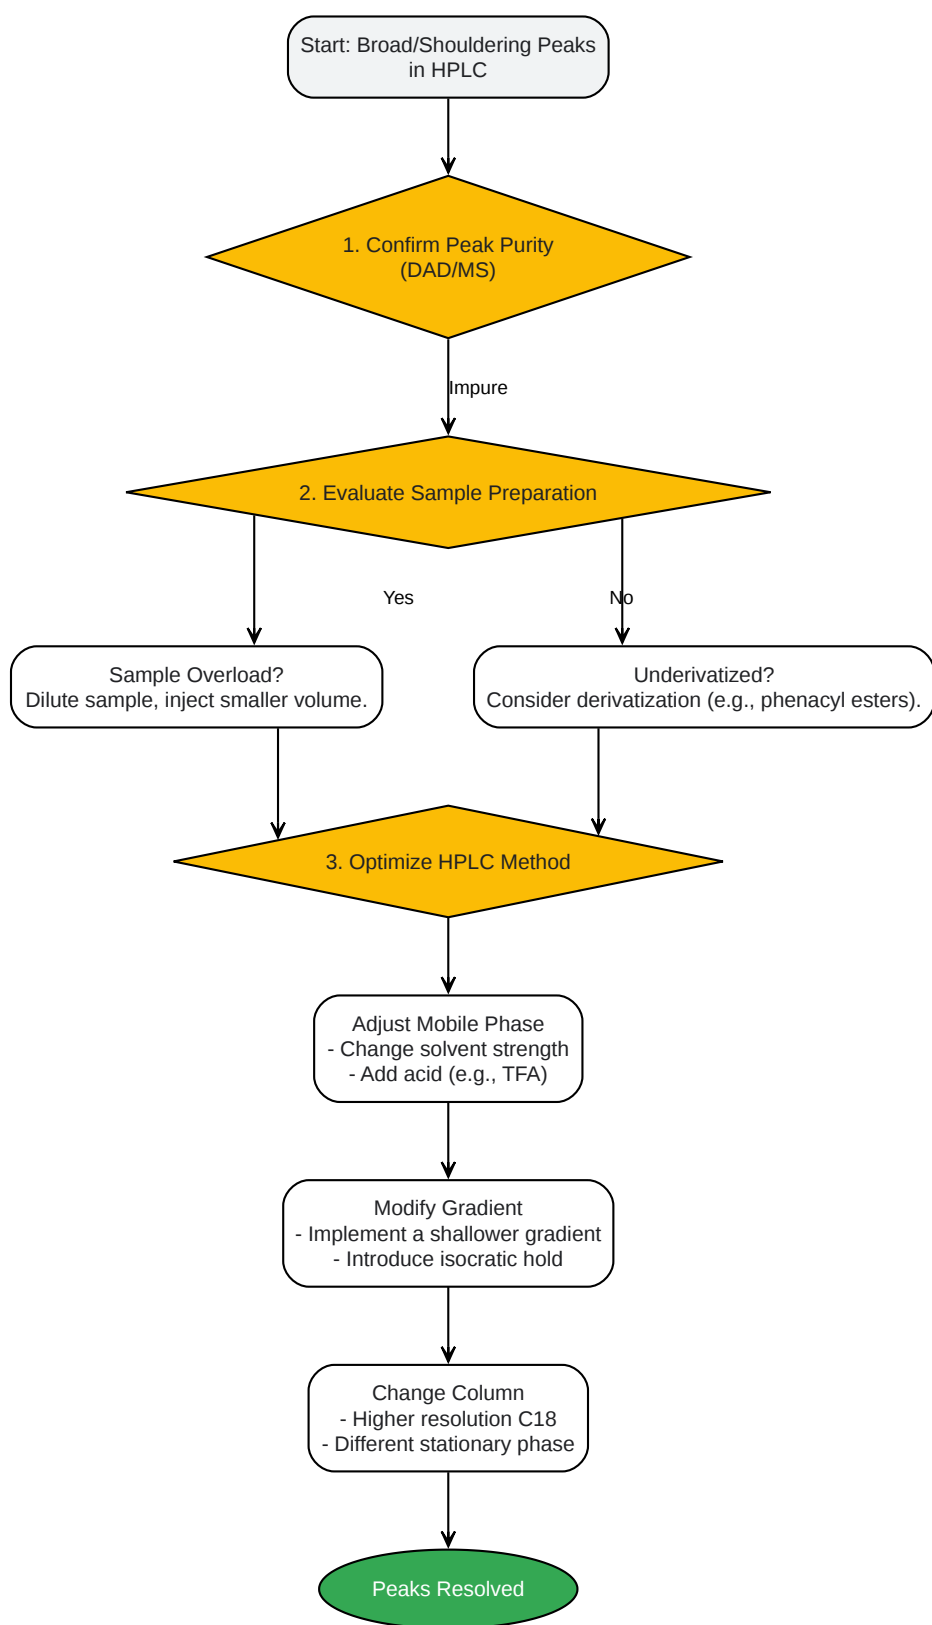 Start: Broad/Shouldering Peaks
in HPLC
1. Confirm Peak Purity
(DAD/MS)
Impure
2. Evaluate Sample Preparation
Yes
No
Sample Overload?
Dilute sample, inject smaller volume.
Underivatized?
Consider derivatization (e.g., phenacyl esters).
3. Optimize HPLC Method
Adjust Mobile Phase
- Change solvent strength
- Add acid (e.g., TFA)
Modify Gradient
- Implement a shallower gradient
- Introduce isocratic hold
Change Column
- Higher resolution C18
- Different stationary phase
Peaks Resolved